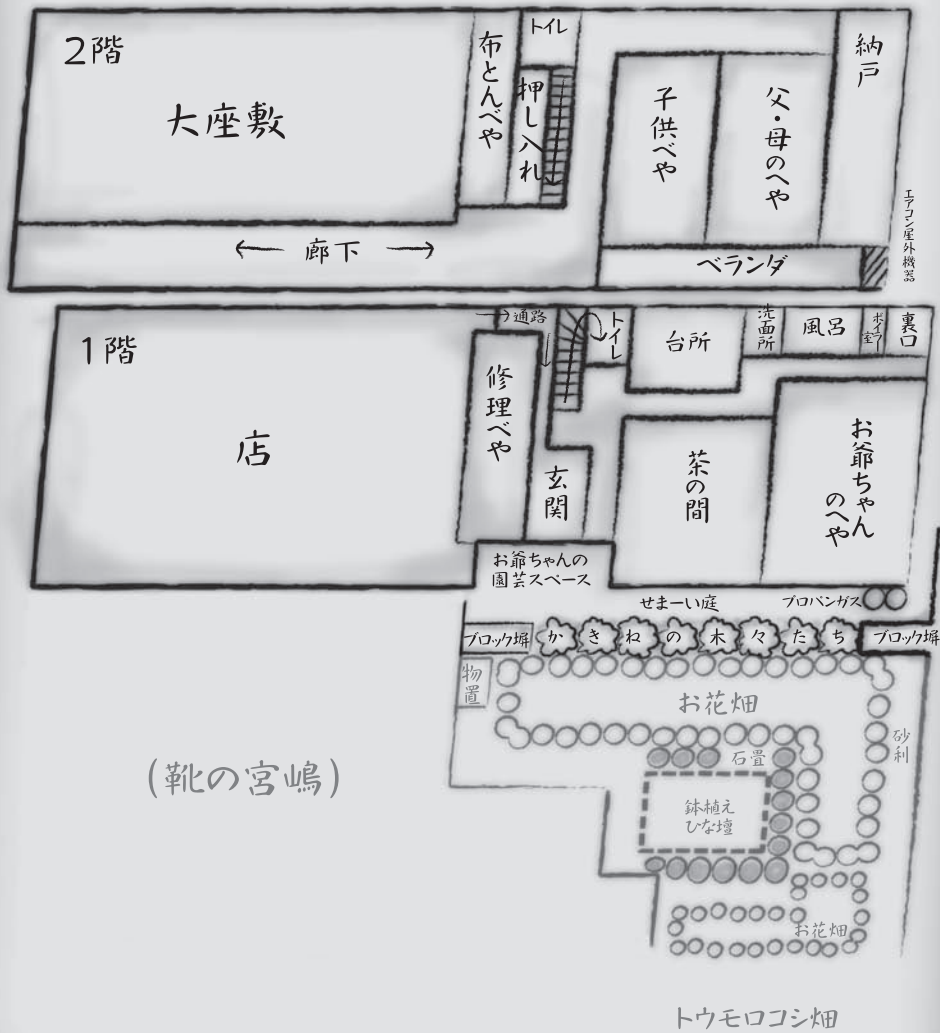 2階
大座敷
布とんべや
トイレ
押し入れ
子供べや
父・母のへや
納戸
エアコン屋外機器
← 廊下 →
ベランダ
1階
店
→通路
修理べや
玄関
トイレ
台所
洗面所
風呂
ボイラー室
裏口
茶の間
お爺ちゃん
のへや
お爺ちゃんの
園芸スペース
せまーい庭
プロパンガス
ブロック塀
かきねの木々たち
ブロック塀
物置
お花畑
砂利
石畳
鉢植え
ひな壇
(靴の宮嶋)
お花畑
トウモロコシ畑